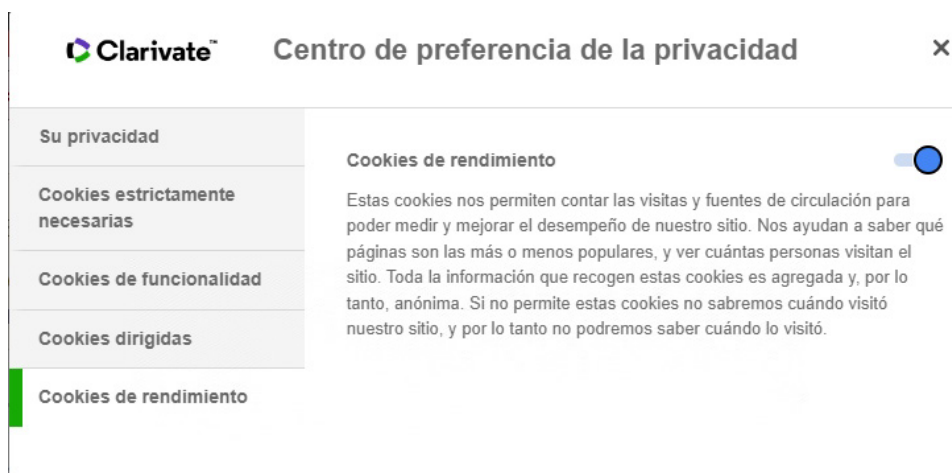 Clarivate™ Centro de preferencia de la privacidad
Su privacidad
Cookies estrictamente
necesarias
Cookies de funcionalidad
Cookies dirigidas
Cookies de rendimiento
Cookies de rendimiento
Estas cookies nos permiten contar las visitas y fuentes de circulación para
poder medir y mejorar el desempeño de nuestro sitio. Nos ayudan a saber qué
páginas son las más o menos populares, y ver cuántas personas visitan el
sitio. Toda la información que recogen estas cookies es agregada y, por lo
tanto, anónima. Si no permite estas cookies no sabremos cuándo visitó
nuestro sitio, y por lo tanto no podremos saber cuándo lo visitó.